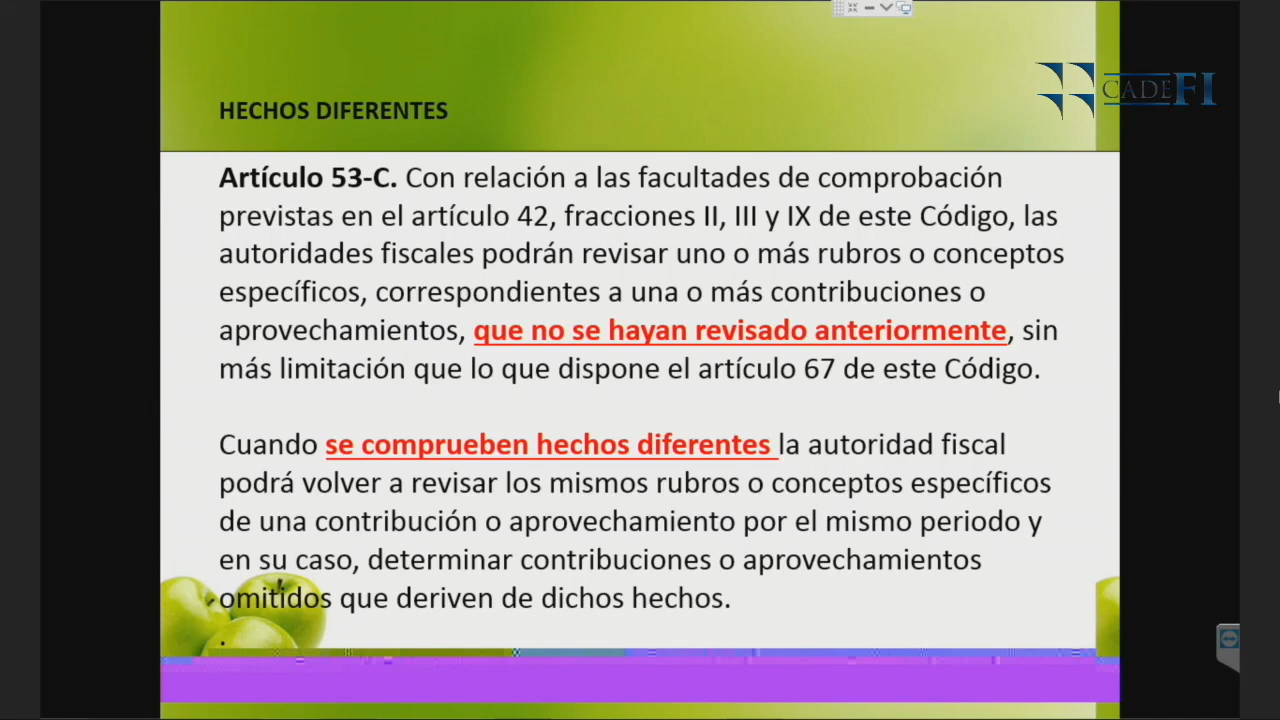 CADEFI
HECHOS DIFERENTES
Artículo 53-C. Con relación a las facultades de comprobación
previstas en el artículo 42, fracciones II, III y IX de este Código, las
autoridades fiscales podrán revisar uno o más rubros o conceptos
específicos, correspondientes a una o más contribuciones o
aprovechamientos, que no se hayan revisado anteriormente, sin
más limitación que lo que dispone el artículo 67 de este Código.
Cuando se comprueben hechos diferentes la autoridad fiscal
podrá volver a revisar los mismos rubros o conceptos específicos
de una contribución o aprovechamiento por el mismo periodo y
en su caso, determinar contribuciones o aprovechamientos
omitidos que deriven de dichos hechos.
.